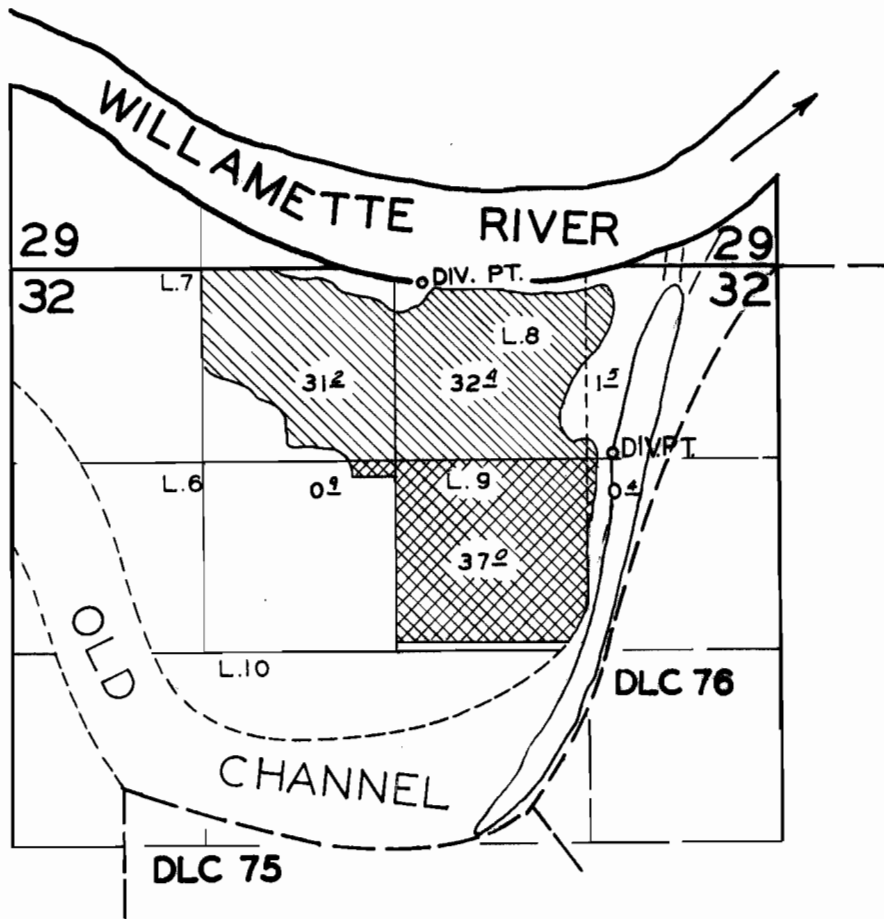 WILLAMETTE RIVER
29
29
32
32
L.7
DIV. PT.
L.8
31 2
32 4
1 5
DIV.PT.
L.6
0 9
L. 9
0 4
37 0
OLD
L.10
DLC 76
CHANNEL
DLC 75